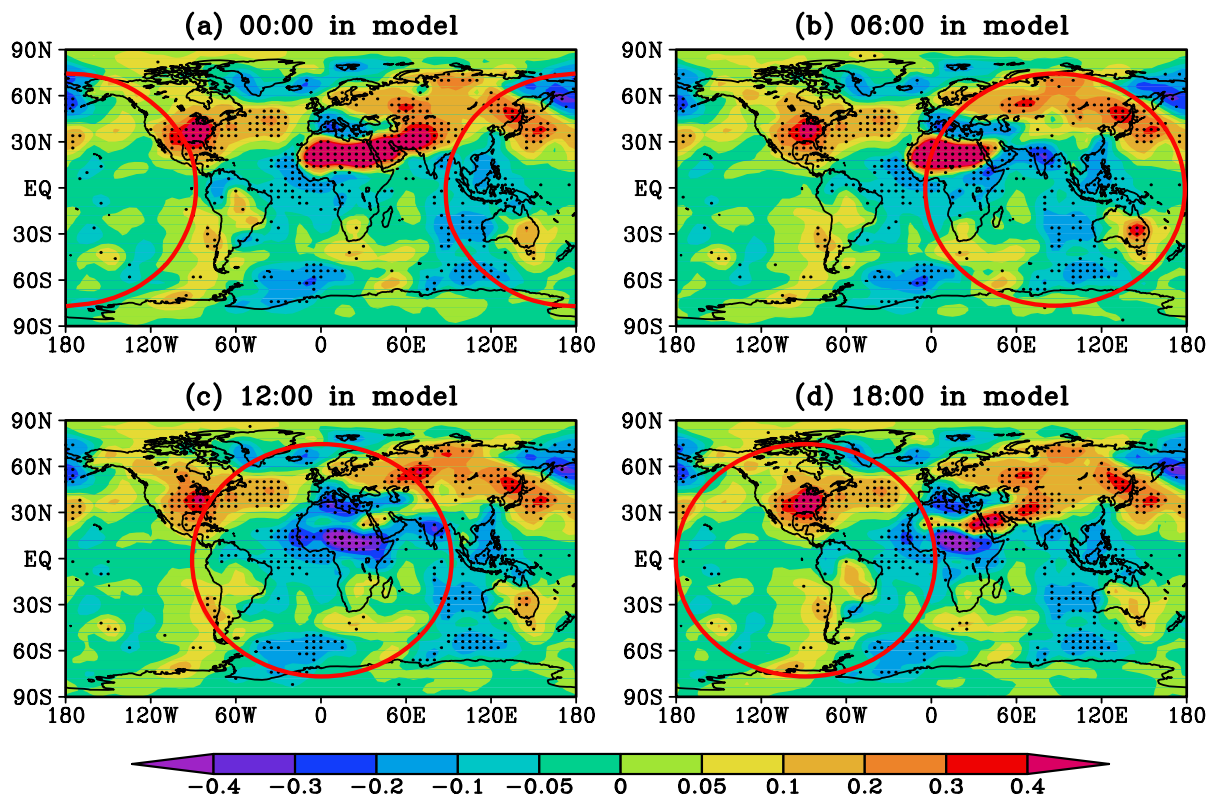 (a) 00:00 in model
(b) 06:00 in model
90N
60N
30N
EQ
30S
60S
90S
180 120W 60W 0 60E 120E 180
90N
60N
30N
EQ
30S
60S
90S
180 120W 60W 0 60E 120E 180
(c) 12:00 in model
(d) 18:00 in model
90N
60N
30N
EQ
30S
60S
90S
180 120W 60W 0 60E 120E 180
90N
60N
30N
EQ
30S
60S
90S
180 120W 60W 0 60E 120E 180
−0.4 −0.3 −0.2 −0.1 −0.05 0 0.05 0.1 0.2 0.3 0.4